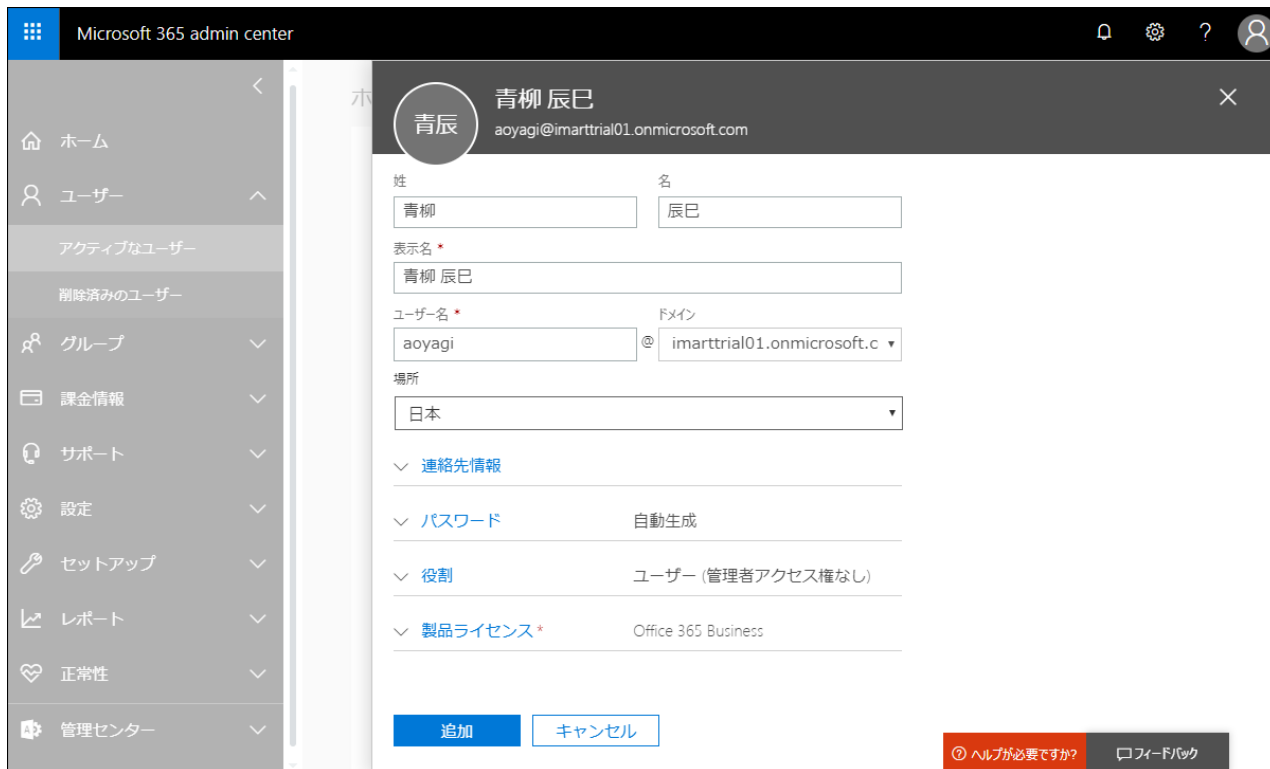 Microsoft 365 admin center
?
ホーム
ユーザー
アクティブなユーザー
削除済みのユーザー
グループ
課金情報
サポート
設定
セットアップ
レポート
正常性
管理センター
ホ
青辰
青柳 辰巳
aoyagi@imarttrial01.onmicrosoft.com
姓 名
青柳 辰巳
表示名 *
青柳 辰巳
ユーザー名 * ドメイン
aoyagi @ imarttrial01.onmicrosoft.c
場所
日本
連絡先情報
パスワード 自動生成
役割 ユーザー (管理者アクセス権なし)
製品ライセンス * Office 365 Business
追加 キャンセル
ヘルプが必要ですか? フィードバック